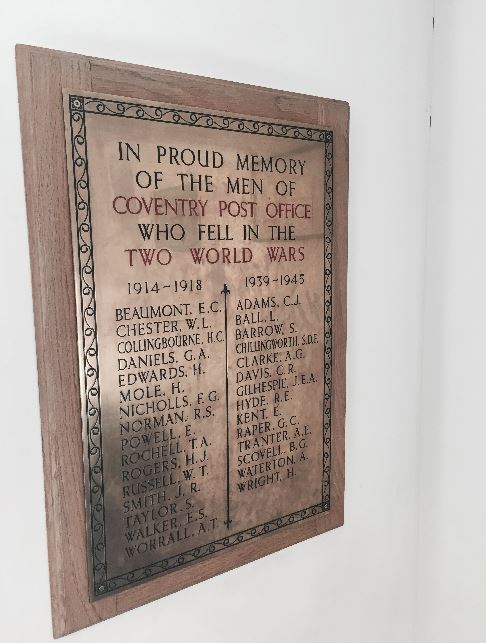 IN PROUD MEMORY
OF THE MEN OF
COVENTRY POST OFFICE
WHO FELL IN THE
TWO WORLD WARS
1914~1918
BEAUMONT, E.C.
CHESTER, W.L.
COLLINGBOURNE, H.C.
DANIELS, G.A.
EDWARDS, H.
MOLE, H.
NICHOLLS, F.G.
NORMAN, R.S.
POWELL, E.
ROCHELL, T.A.
ROGERS, H.J.
RUSSELL, W.T.
SMITH, J.R.
TAYLOR, S.
WALKER, E.S.
WORRALL, A.T.
1939~1945
ADAMS, C.J.
BALL, L.
BARROW, S.
CHILLINGWORTH, S.D.F.
CLARKE, A.G.
DAVIS, C.R.
GILHESPIE, J.E.A.
HYDE, R.E.
KENT, E.
RAPER, G.C.
TRANTER, A.E.
SCOVELL, B.G.
WATERTON, A.
WRIGHT, H.